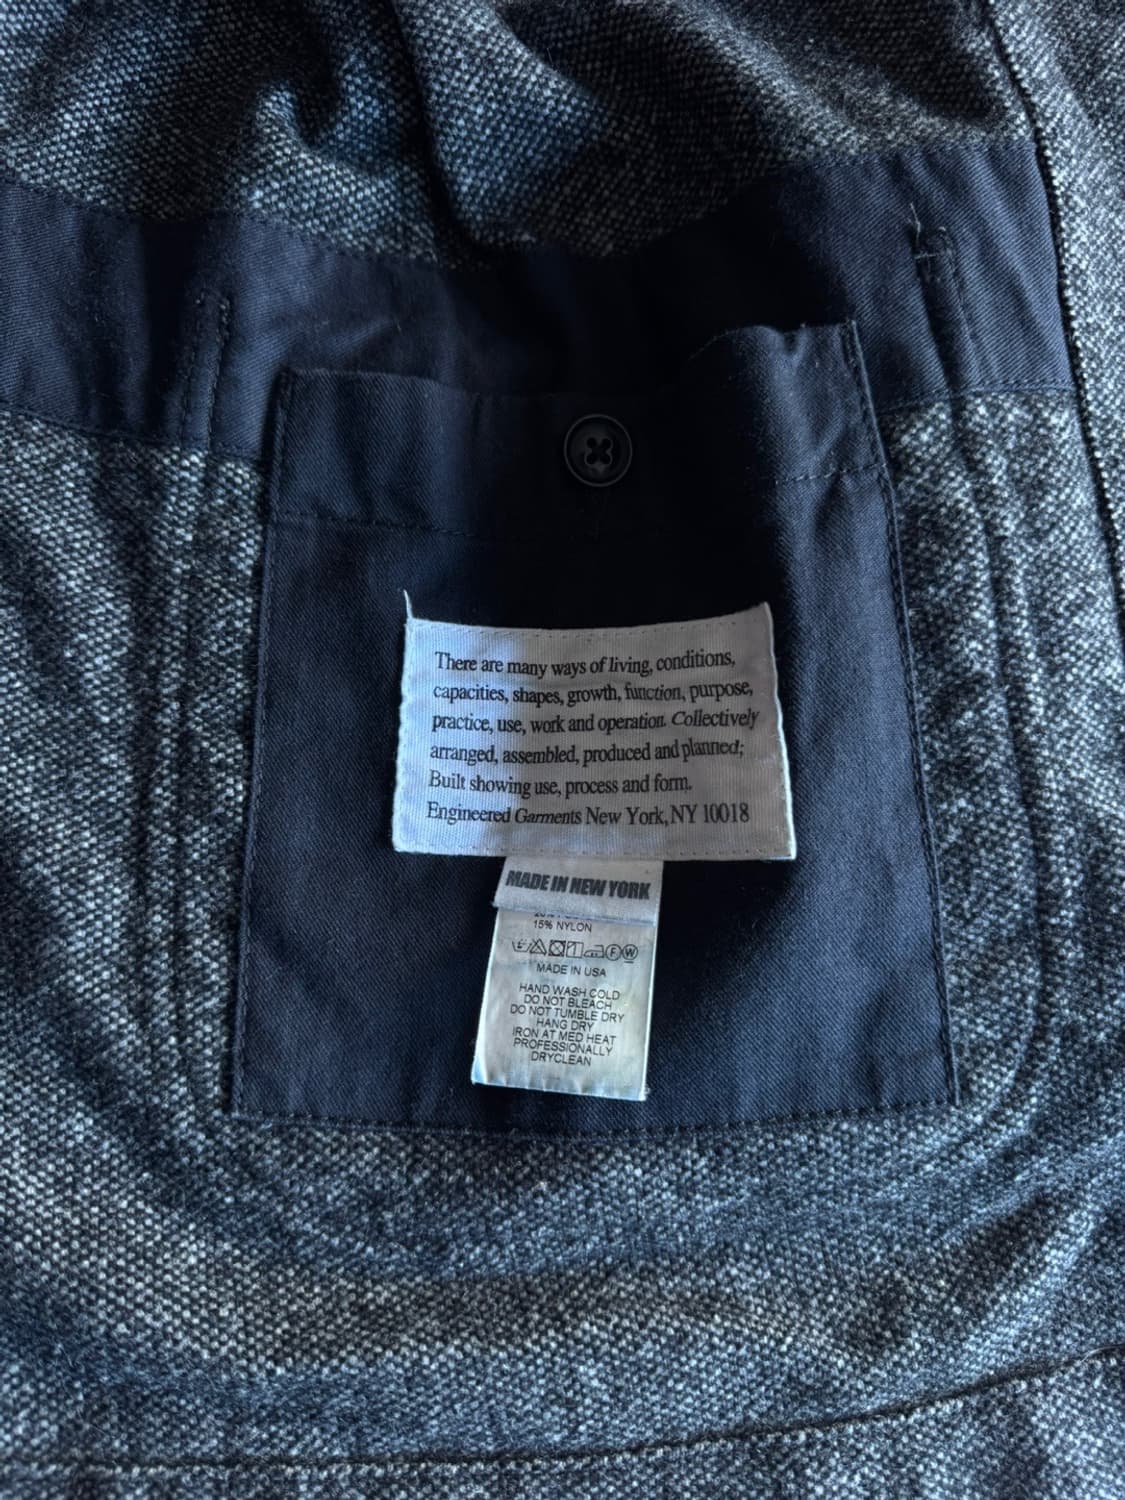 There are many ways of living, conditions,
capacities, shapes, growth, function, purpose,
practice, use, work and operation. Collectively
arranged, assembled, produced and planned;
Built showing use, process and form.
Engineered Garments New York, NY 10018
MADE IN NEW YORK
15% NYLON
F W
MADE IN USA
HAND WASH COLD
DO NOT BLEACH
DO NOT TUMBLE DRY
HANG DRY
IRON AT MED HEAT
PROFESSIONALLY
DRYCLEAN